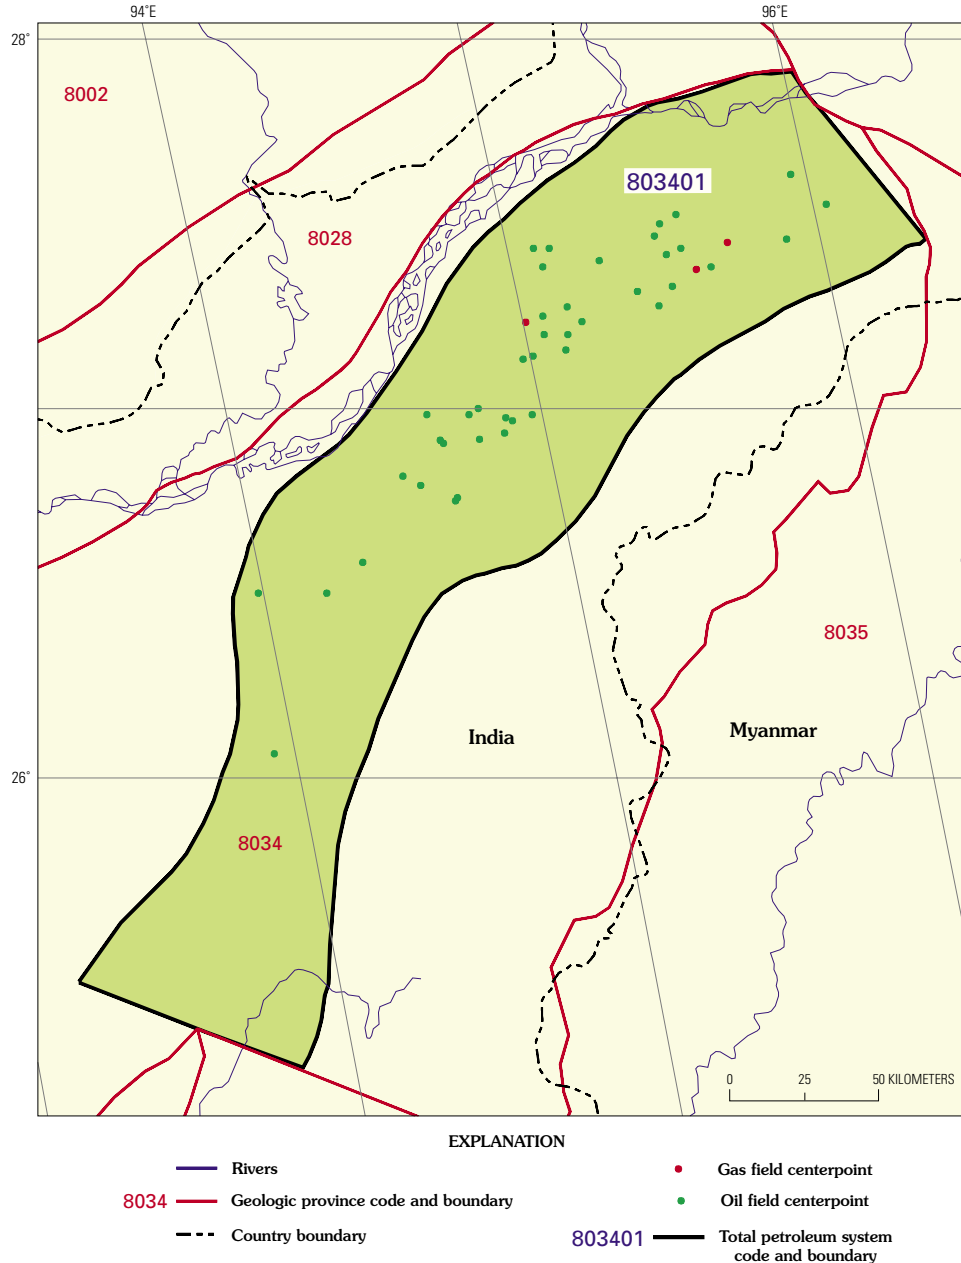 94°E
96°E
28°
8002
803401
8028
8035
India
Myanmar
26°
8034
0 25 50 KILOMETERS
EXPLANATION
Rivers
Gas field centerpoint
8034 Geologic province code and boundary
Oil field centerpoint
Country boundary
803401 Total petroleum system
code and boundary